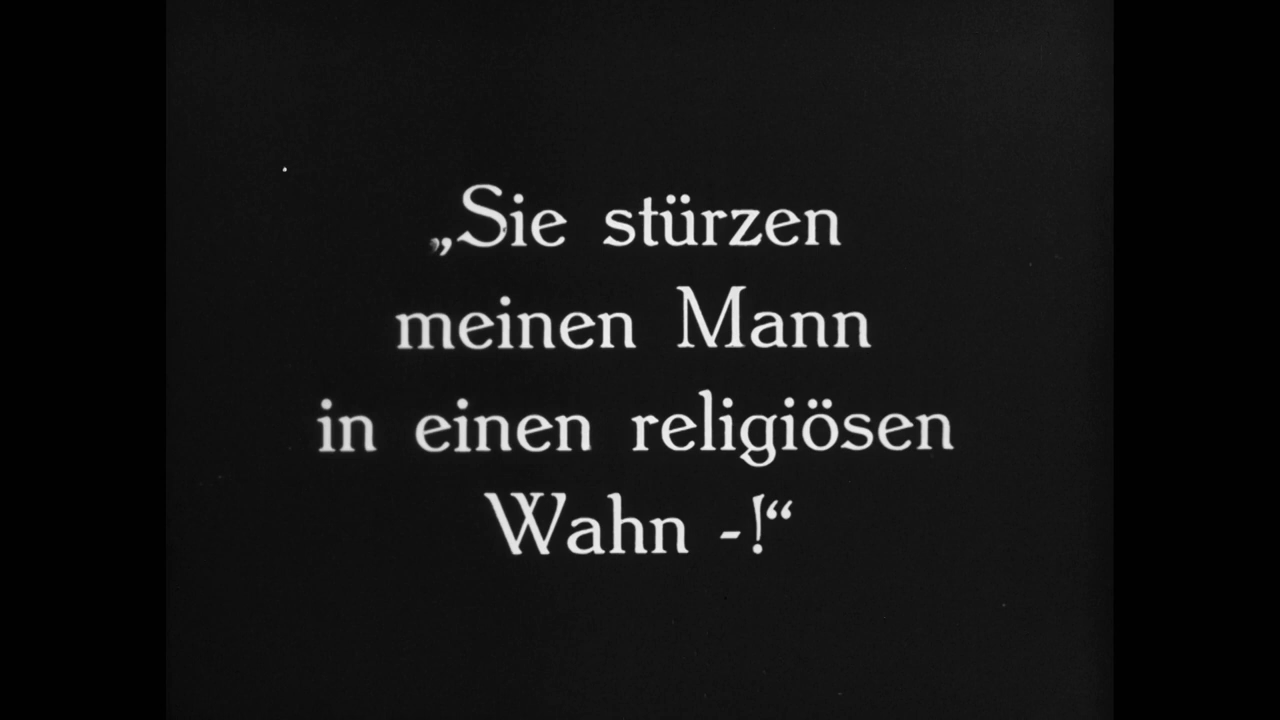 „Sie stürzen
meinen Mann
in einen religiösen
Wahn -!“